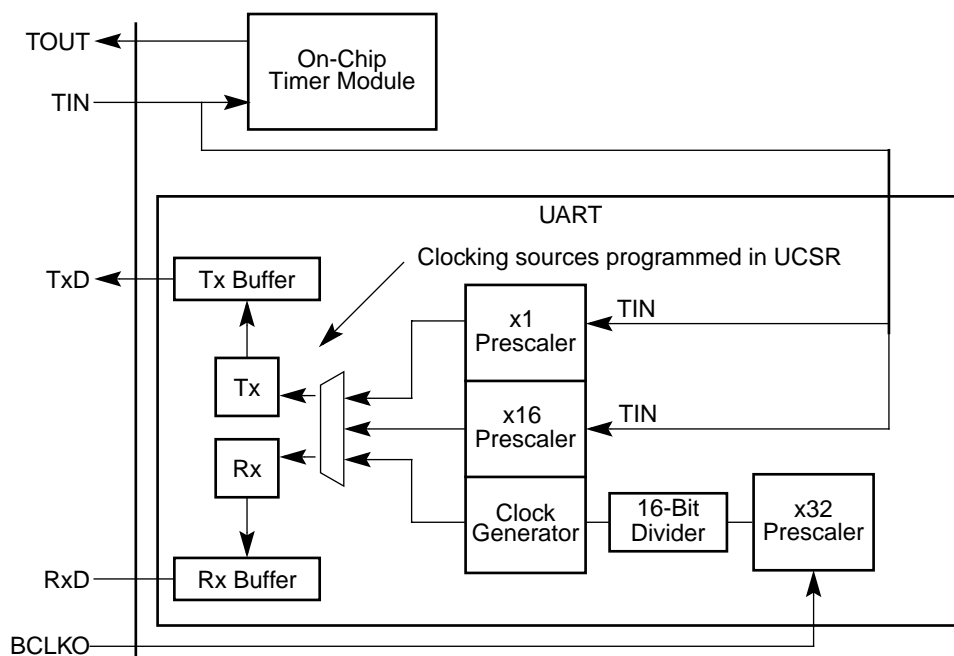 TOUT
On-Chip
Timer Module
TIN
UART
Clocking sources programmed in UCSR
TxD
Tx Buffer
x1
Prescaler
TIN
Tx
x16
Prescaler
TIN
Rx
Clock
Generator
16-Bit
Divider
x32
Prescaler
RxD
Rx Buffer
BCLKO